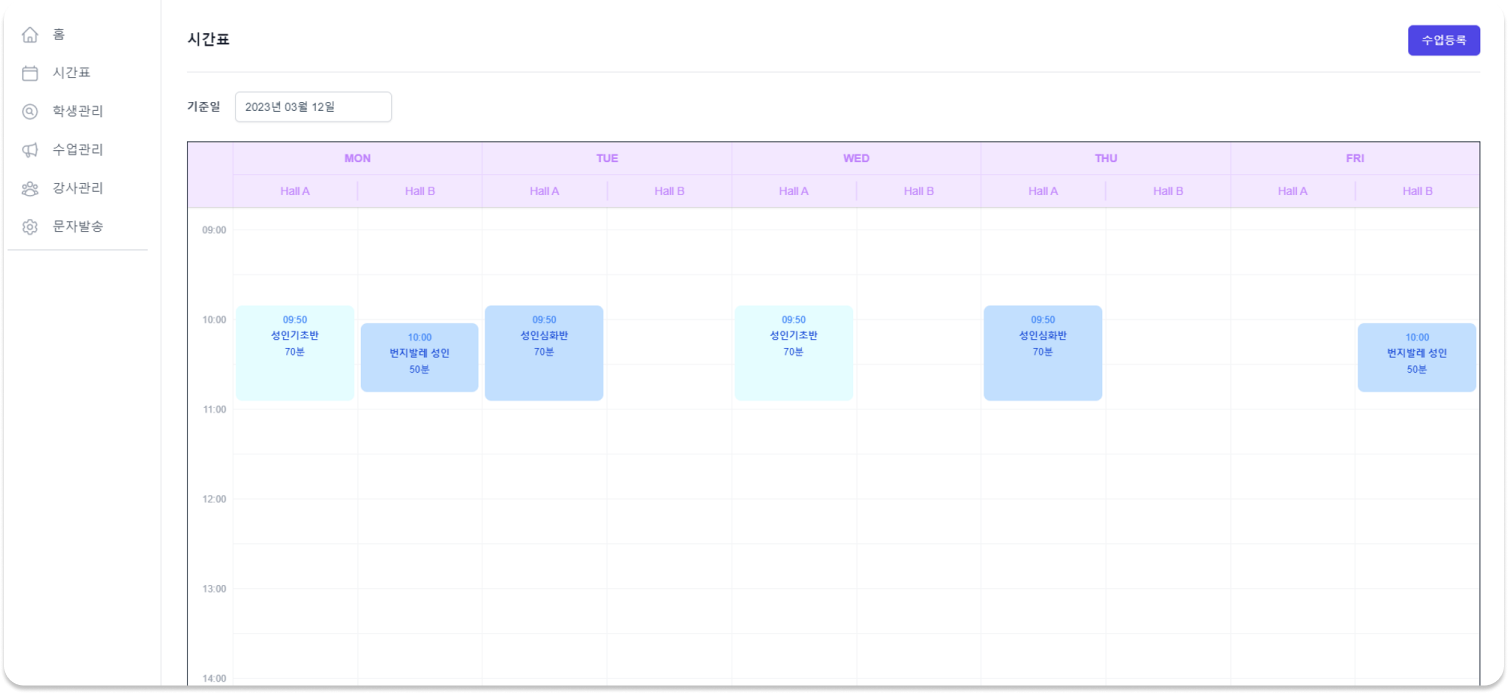 홈
시간표
학생관리
수업관리
강사관리
문자발송
시간표
수업등록
기준일 2023년 03월 12일
MON TUE WED THU FRI
Hall A Hall B Hall A Hall B Hall A Hall B Hall A Hall B Hall A Hall B
09:00
10:00
11:00
12:00
13:00
14:00
09:50
성인기초반
70분
10:00
번지발레 성인
50분
09:50
성인심화반
70분
09:50
성인기초반
70분
09:50
성인심화반
70분
10:00
번지발레 성인
50분